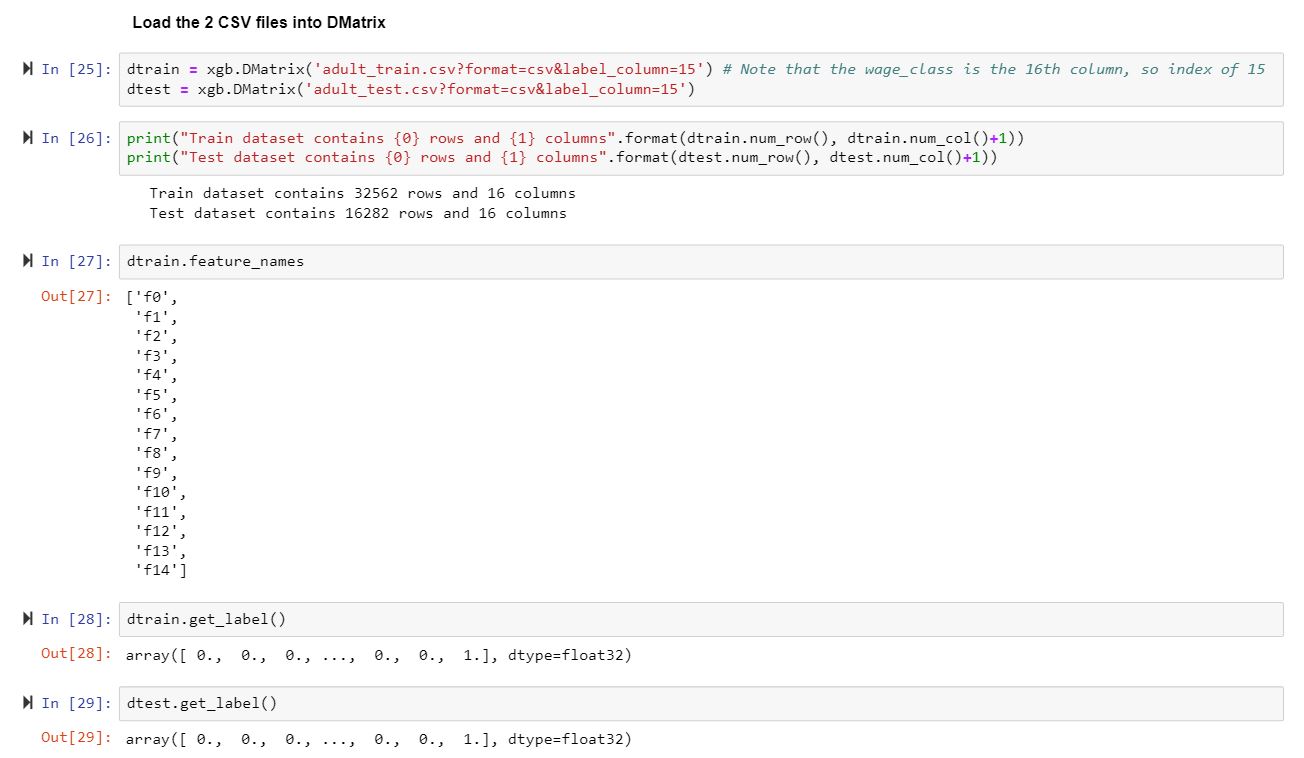 Load the 2 CSV files into DMatrix
In [25]: dtrain = xgb.DMatrix('adult_train.csv?format=csv&label_column=15') # Note that the wage_class is the 16th column, so index of 15
dtest = xgb.DMatrix('adult_test.csv?format=csv&label_column=15')
In [26]: print("Train dataset contains {0} rows and {1} columns".format(dtrain.num_row(), dtrain.num_col()+1))
print("Test dataset contains {0} rows and {1} columns".format(dtest.num_row(), dtest.num_col()+1))
Train dataset contains 32562 rows and 16 columns
Test dataset contains 16282 rows and 16 columns
In [27]: dtrain.feature_names
Out[27]: ['f0',
'f1',
'f2',
'f3',
'f4',
'f5',
'f6',
'f7',
'f8',
'f9',
'f10',
'f11',
'f12',
'f13',
'f14']
In [28]: dtrain.get_label()
Out[28]: array([ 0., 0., 0., ..., 0., 0., 1.], dtype=float32)
In [29]: dtest.get_label()
Out[29]: array([ 0., 0., 0., ..., 0., 0., 1.], dtype=float32)